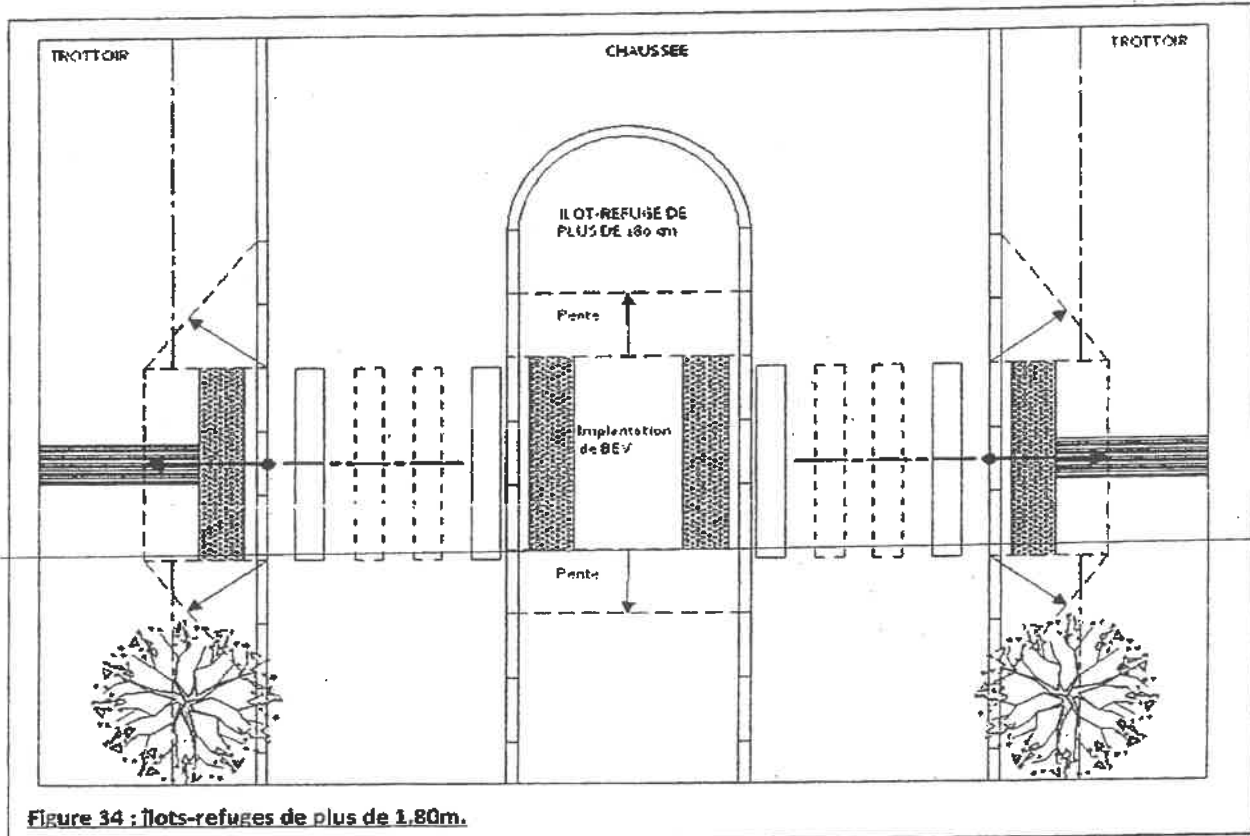 TROTTOIR
CHAUSSEE
TROTTOIR
ILOT-REFUGE DE
PLUS DE 180 cm
Pente
Implantation
de BEV
Pente
Figure 34 : îlots-refuges de plus de 1.80m.